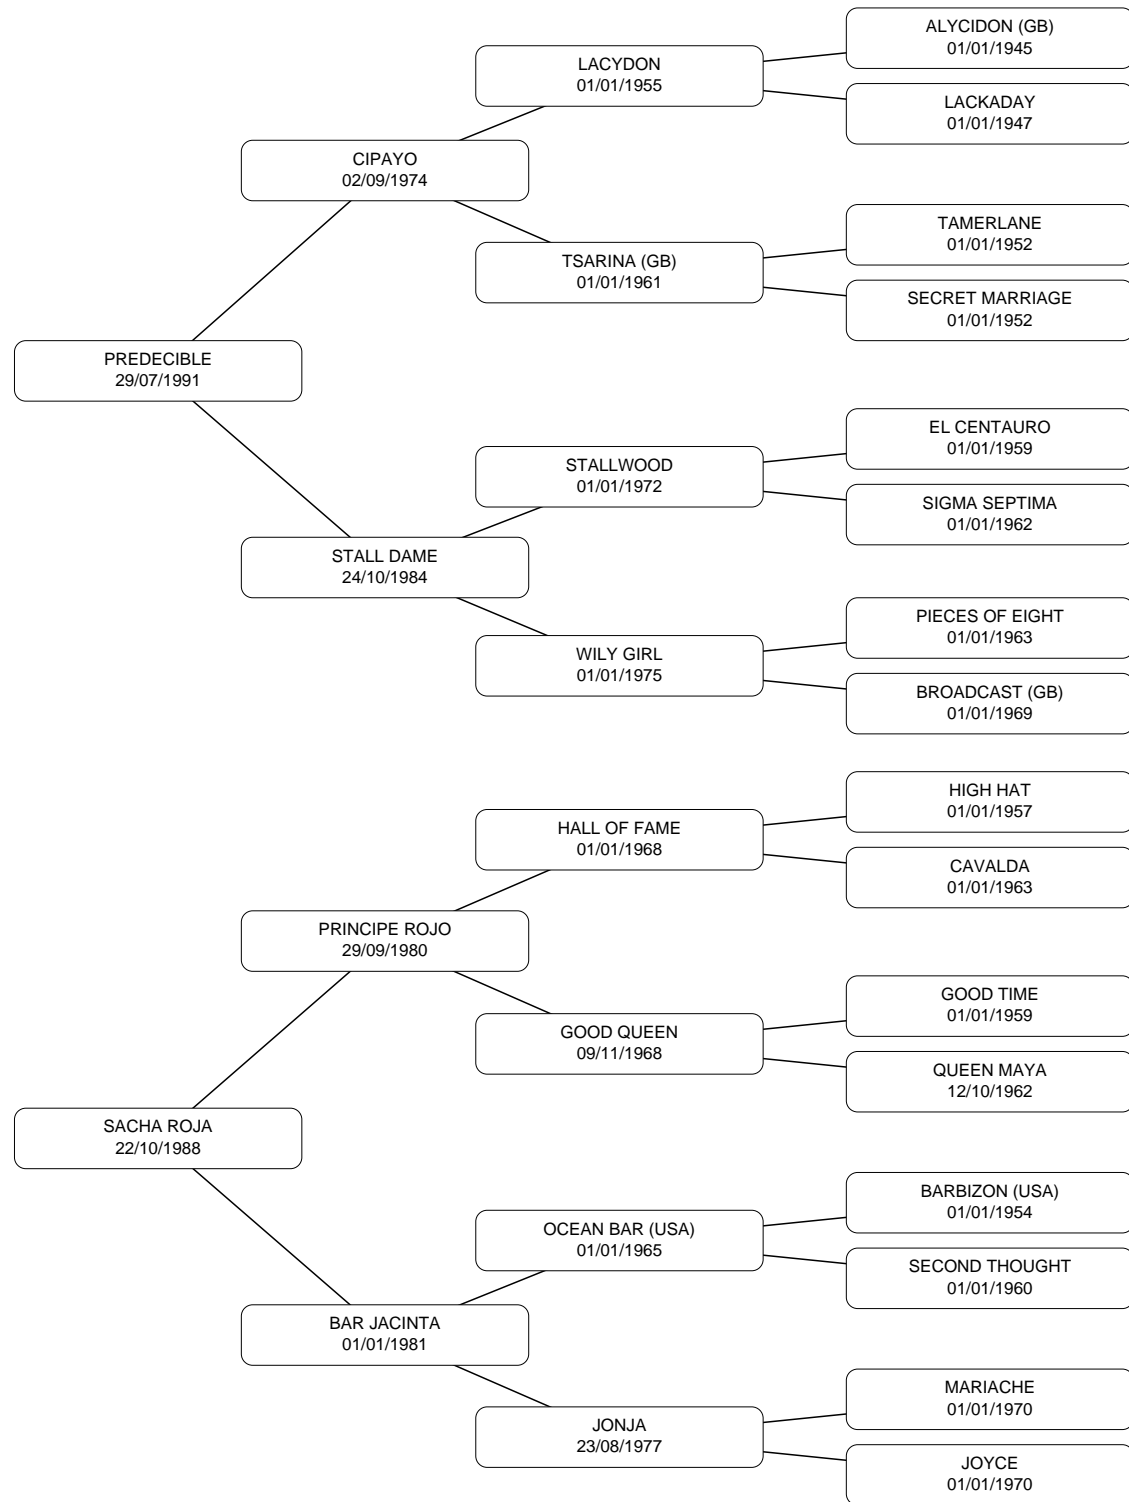 ALYCIDON (GB)
01/01/1945
LACYDON
01/01/1955
LACKADAY
01/01/1947
CIPAYO
02/09/1974
TAMERLANE
01/01/1952
TSARINA (GB)
01/01/1961
SECRET MARRIAGE
01/01/1952
PREDECIBLE
29/07/1991
EL CENTAURO
01/01/1959
STALLWOOD
01/01/1972
SIGMA SEPTIMA
01/01/1962
STALL DAME
24/10/1984
PIECES OF EIGHT
01/01/1963
WILY GIRL
01/01/1975
BROADCAST (GB)
01/01/1969
HIGH HAT
01/01/1957
HALL OF FAME
01/01/1968
CAVALDA
01/01/1963
PRINCIPE ROJO
29/09/1980
GOOD TIME
01/01/1959
GOOD QUEEN
09/11/1968
QUEEN MAYA
12/10/1962
SACHA ROJA
22/10/1988
BARBIZON (USA)
01/01/1954
OCEAN BAR (USA)
01/01/1965
SECOND THOUGHT
01/01/1960
BAR JACINTA
01/01/1981
MARIACHE
01/01/1970
JONJA
23/08/1977
JOYCE
01/01/1970